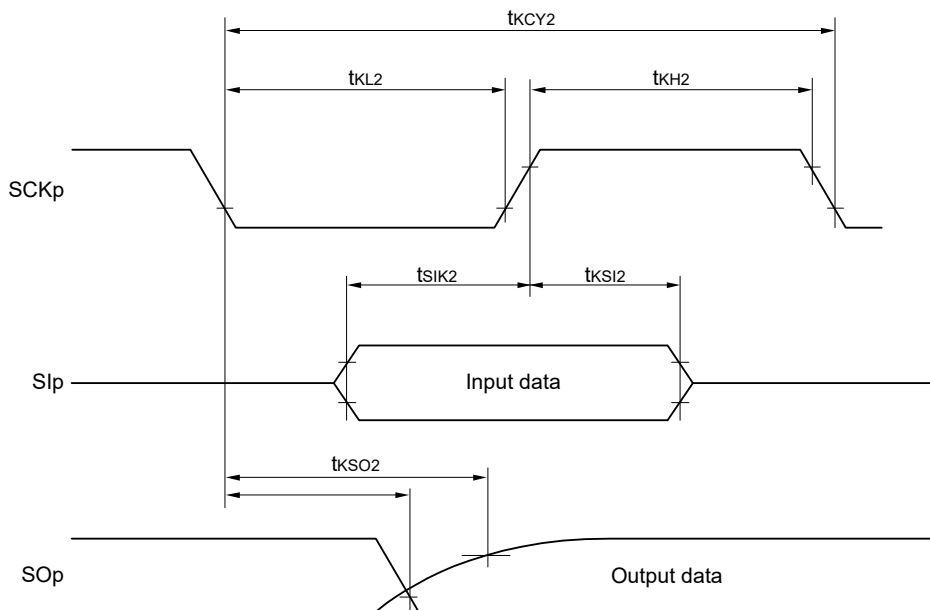 tKCY2
tKL2
tKH2
SCKp
tSIK2
tKSI2
SIp
Input data
tKSO2
SOp
Output data